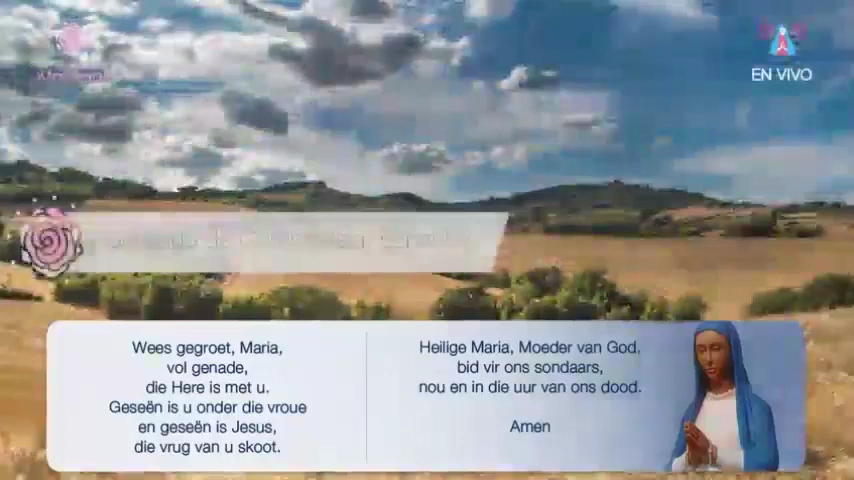 EN VIVO
Wees gegroet, Maria,
vol genade,
die Here is met u.
Geseën is u onder die vroue
en geseën is Jesus,
die vrug van u skoot.
Heilige Maria, Moeder van God,
bid vir ons sondaars,
nou en in die uur van ons dood.
Amen